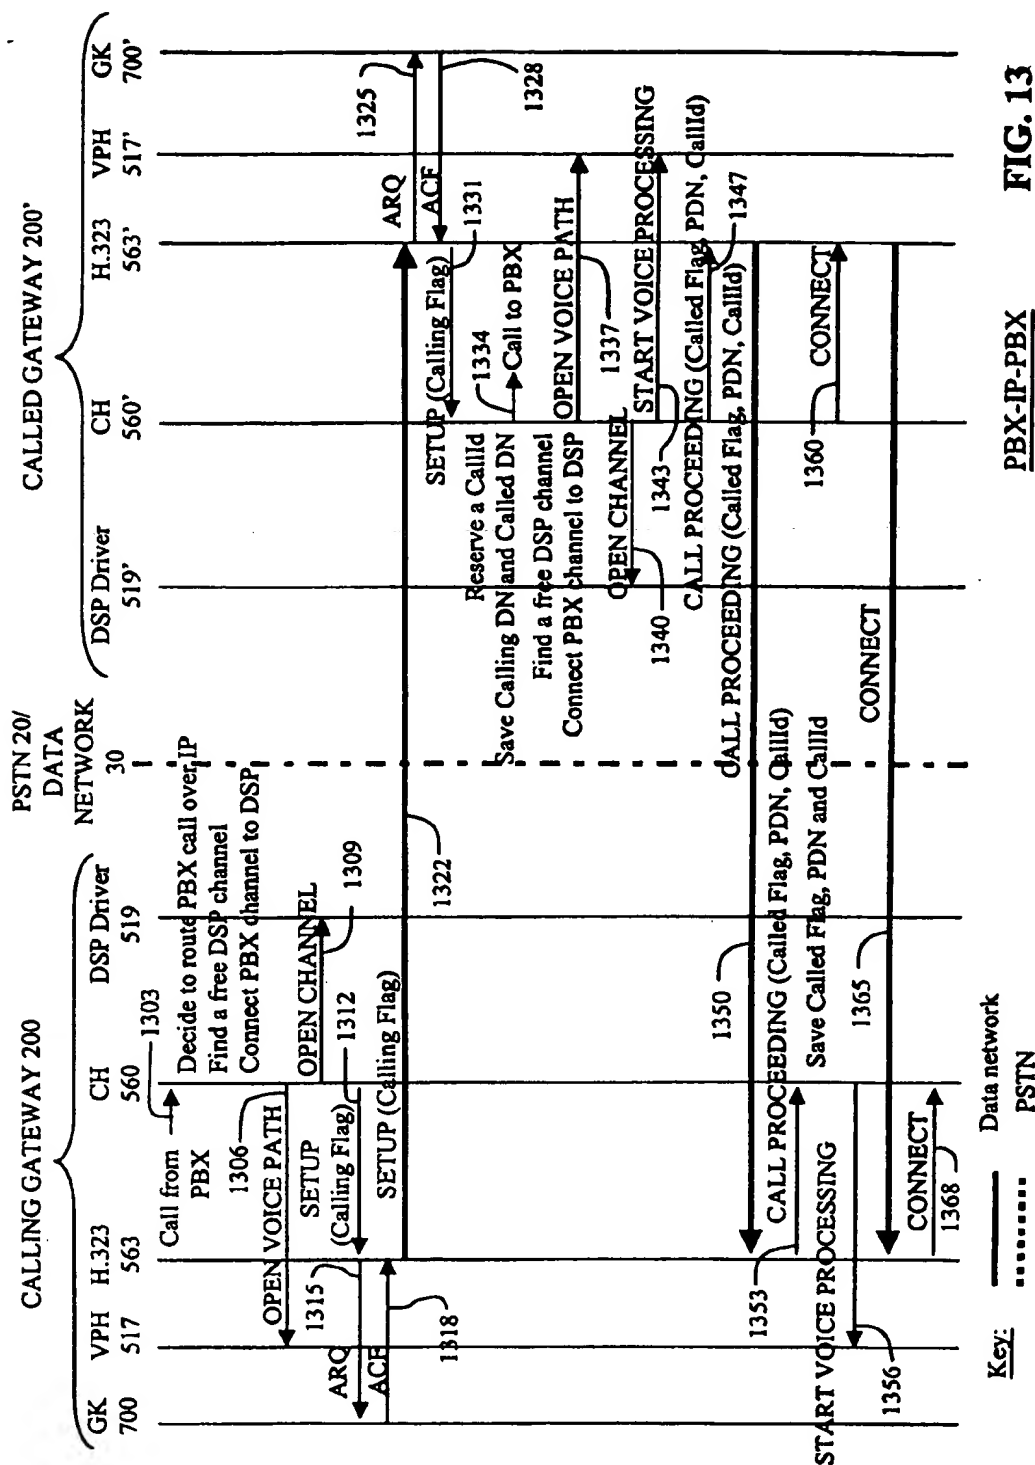 CALLING GATEWAY 200
PSTN 20/
DATA
NETWORK
30
CALLED GATEWAY 200'
GK
700
VPH
517
H.323
563
CH
560
DSP Driver
519
DSP Driver
519'
CH
560'
H.323
563'
VPH
517'
GK
700'
Call from
PBX
1303
Decide to route PBX call over IP
Find a free DSP channel
Connect PBX channel to DSP
1306
OPEN VOICE PATH
OPEN CHANNEL
1309
SETUP
(Calling Flag)
1312
1315
ARQ
ACF
1318
SETUP (Calling Flag)
1322
ARQ
1325
ACF
1328
SETUP (Calling Flag)
1331
Reserve a CallId
Save Calling DN and Called DN
Find a free DSP channel
Connect PBX channel to DSP
1334
Call to PBX
OPEN VOICE PATH
1337
OPEN CHANNEL
1340
START VOICE PROCESSING
1343
CALL PROCEEDING (Called Flag, PDN, CallId)
1347
CALL PROCEEDING (Called Flag, PDN, CallId)
1350
CALL PROCEEDING (Called Flag, PDN, CallId)
1353
Save Called Flag, PDN and CallId
START VOICE PROCESSING
1356
CONNECT
1360
CONNECT
1365
CONNECT
1368
Key:
Data network
PSTN
PBX-IP-PBX
FIG. 13